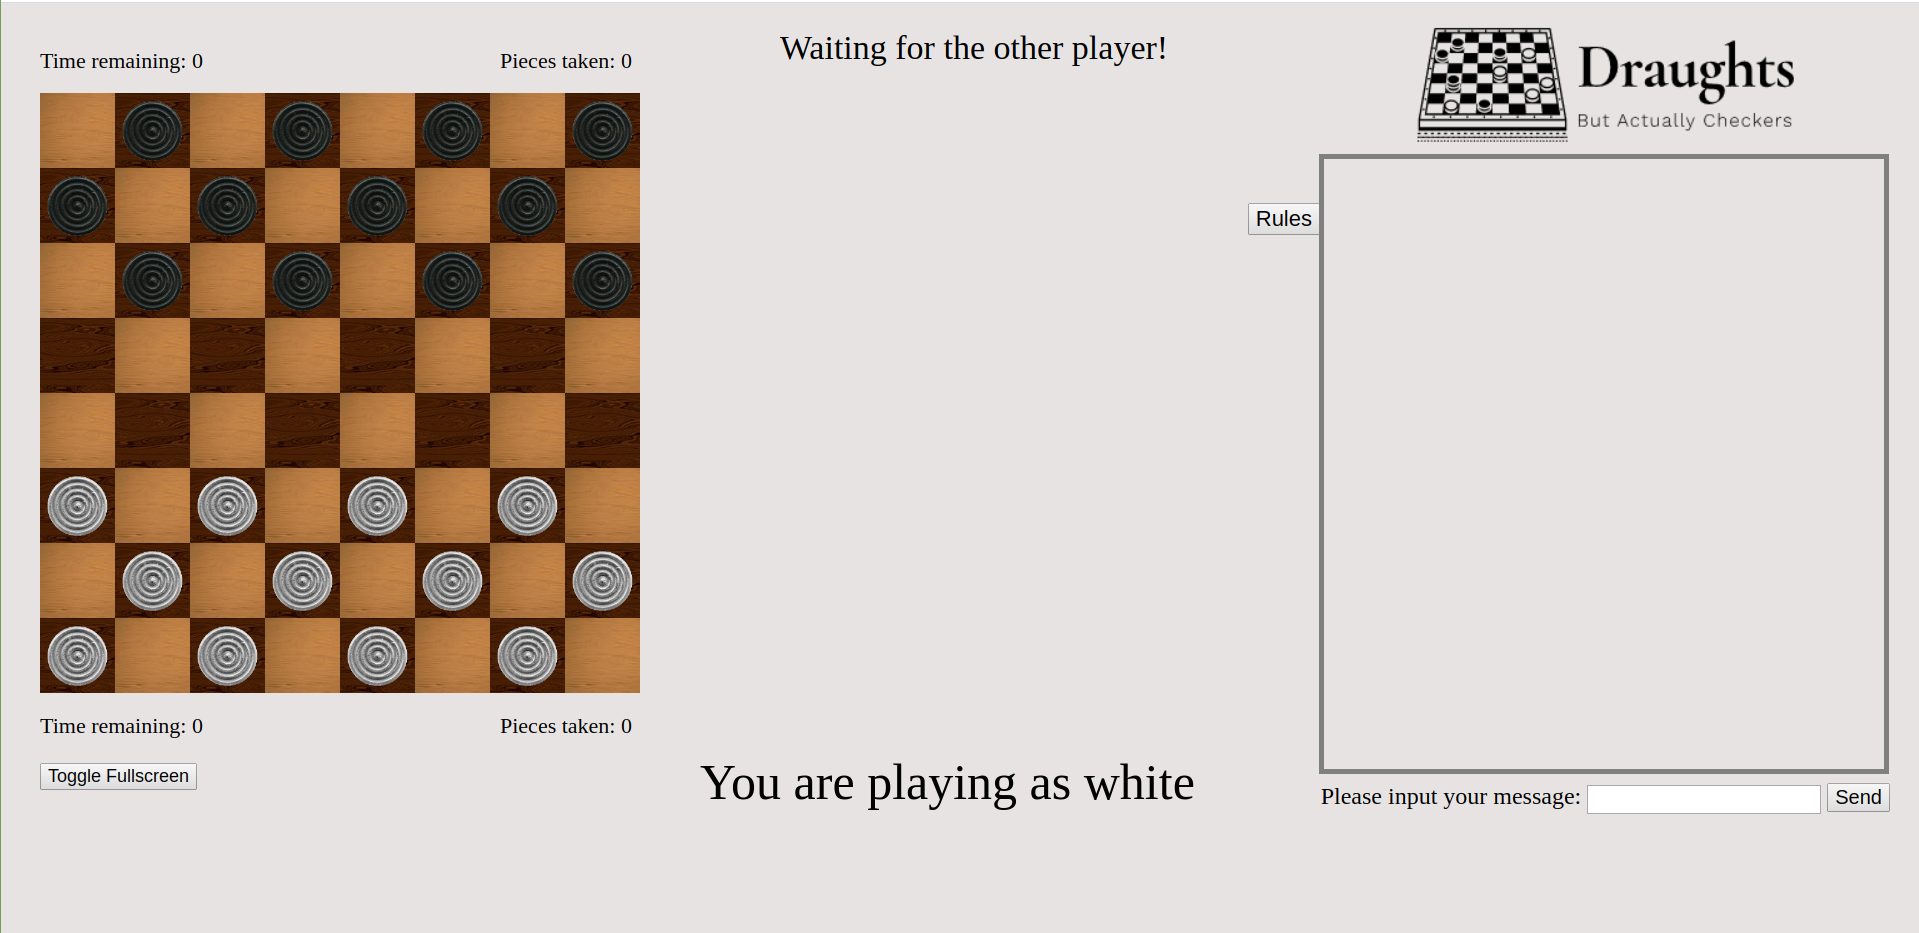 Time remaining: 0
Pieces taken: 0
Waiting for the other player!
Draughts
But Actually Checkers
Rules
Time remaining: 0
Pieces taken: 0
Toggle Fullscreen
You are playing as white
Please input your message:
Send